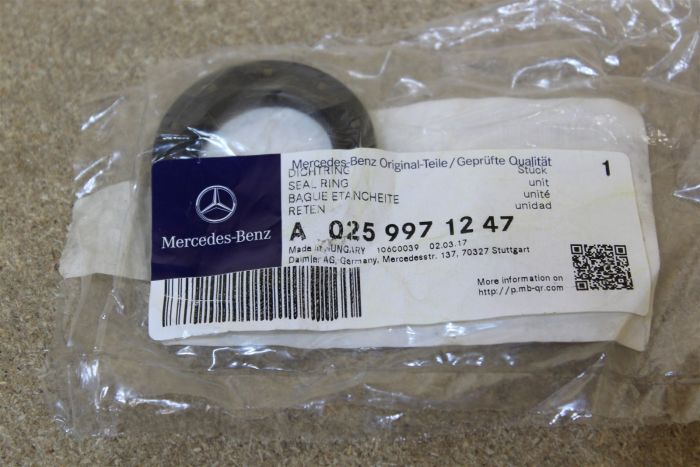 Mercedes-Benz Original-Teile/Geprüfte Qualität
DICHTRING Stück 1
SEAL RING unit
BAGUE ETANCHEITE unité
RETEN unidad
A 025 997 12 47
Made in HUNGARY 10600039 02.03.17
Daimler AG, Germany, Mercedesstr. 137, 70327 Stuttgart
Mercedes-Benz
More information on
http://p.mb-qr.com